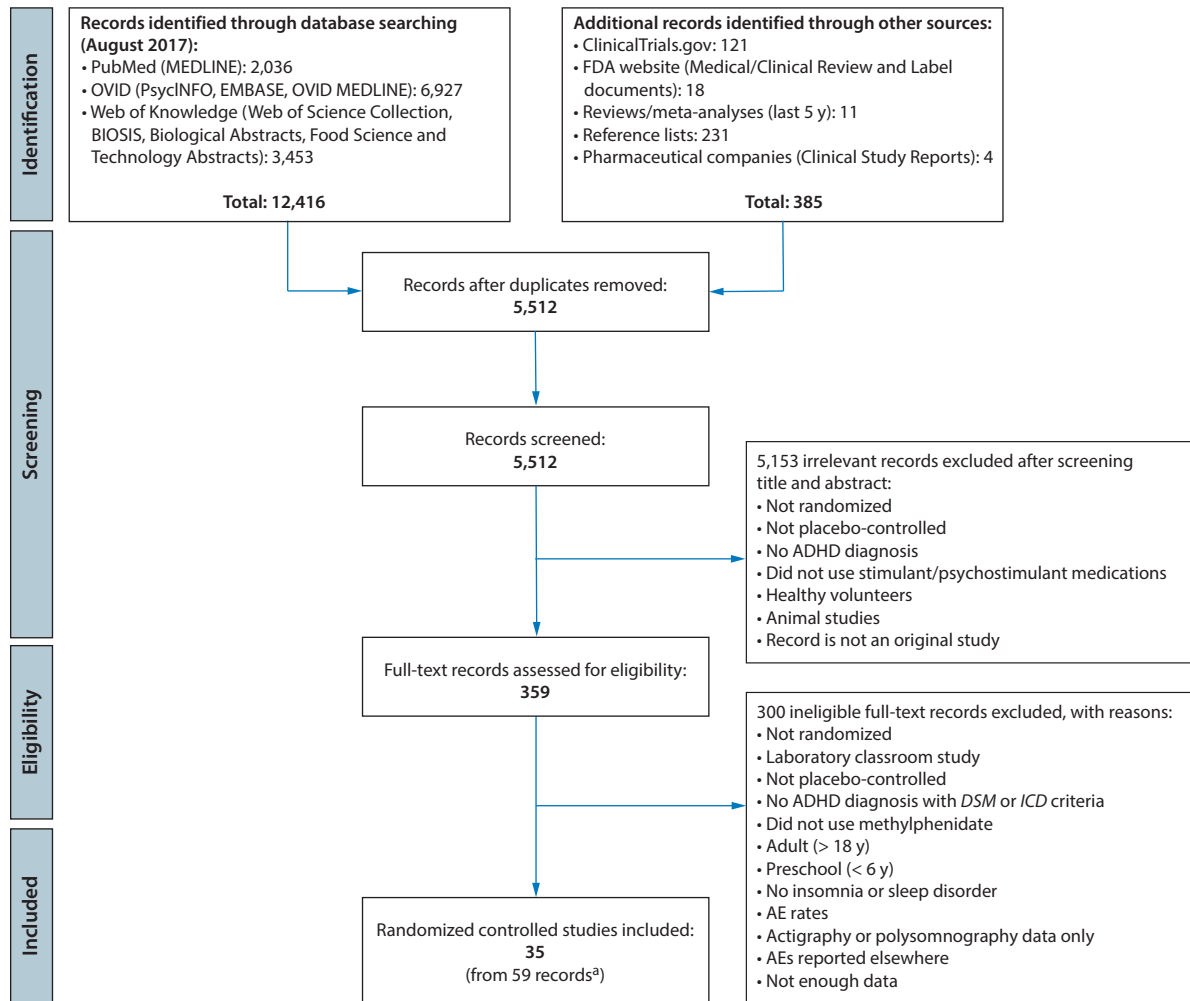 Identification
Records identified through database searching
(August 2017):
• PubMed (MEDLINE): 2,036
• OVID (PsycINFO, EMBASE, OVID MEDLINE): 6,927
• Web of Knowledge (Web of Science Collection,
BIOSIS, Biological Abstracts, Food Science and
Technology Abstracts): 3,453
Total: 12,416
Additional records identified through other sources:
• ClinicalTrials.gov: 121
• FDA website (Medical/Clinical Review and Label
documents): 18
• Reviews/meta-analyses (last 5 y): 11
• Reference lists: 231
• Pharmaceutical companies (Clinical Study Reports): 4
Total: 385
Screening
Records after duplicates removed:
5,512
Records screened:
5,512
5,153 irrelevant records excluded after screening
title and abstract:
• Not randomized
• Not placebo-controlled
• No ADHD diagnosis
• Did not use stimulant/psychostimulant medications
• Healthy volunteers
• Animal studies
• Record is not an original study
Eligibility
Full-text records assessed for eligibility:
359
300 ineligible full-text records excluded, with reasons:
• Not randomized
• Laboratory classroom study
• Not placebo-controlled
• No ADHD diagnosis with DSM or ICD criteria
• Did not use methylphenidate
• Adult (> 18 y)
• Preschool (< 6 y)
• No insomnia or sleep disorder
• AE rates
• Actigraphy or polysomnography data only
• AEs reported elsewhere
• Not enough data
Included
Randomized controlled studies included:
35
(from 59 recordsᵃ)